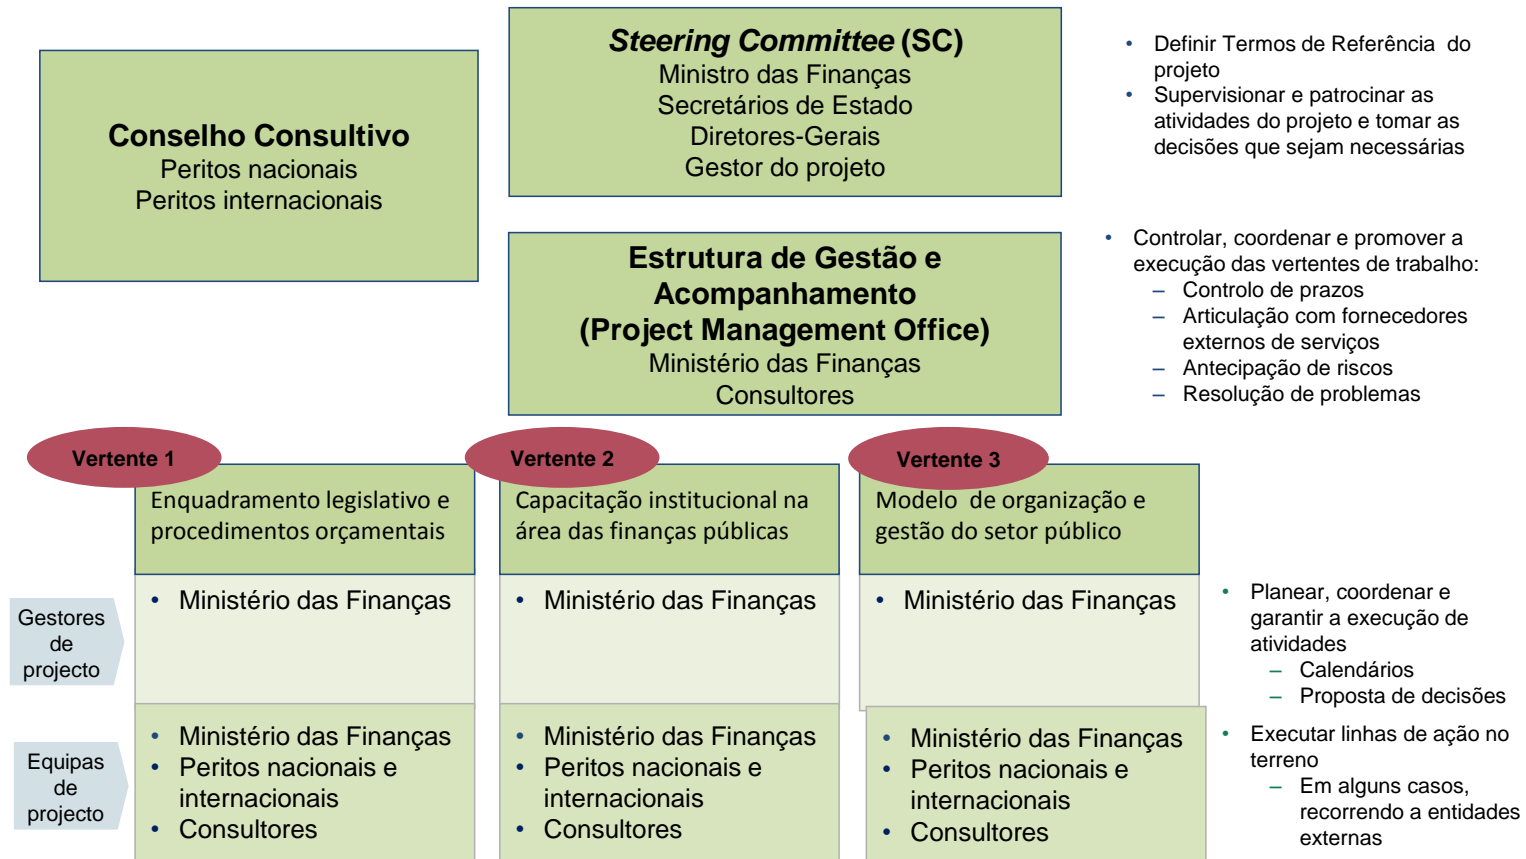 Conselho Consultivo
Peritos nacionais
Peritos internacionais
Steering Committee (SC)
Ministro das Finanças
Secretários de Estado
Diretores-Gerais
Gestor do projeto
• Definir Termos de Referência do
projeto
• Supervisionar e patrocinar as
atividades do projeto e tomar as
decisões que sejam necessárias
Estrutura de Gestão e
Acompanhamento
(Project Management Office)
Ministério das Finanças
Consultores
• Controlar, coordenar e promover a
execução das vertentes de trabalho:
– Controlo de prazos
– Articulação com fornecedores
externos de serviços
– Antecipação de riscos
– Resolução de problemas
Vertente 1
Enquadramento legislativo e
procedimentos orçamentais
Vertente 2
Capacitação institucional na
área das finanças públicas
Vertente 3
Modelo de organização e
gestão do setor público
Gestores
de
projecto
• Ministério das Finanças
• Ministério das Finanças
• Ministério das Finanças
• Planear, coordenar e
garantir a execução de
atividades
– Calendários
– Proposta de decisões
Equipas
de
projecto
• Ministério das Finanças
• Peritos nacionais e
internacionais
• Consultores
• Ministério das Finanças
• Peritos nacionais e
internacionais
• Consultores
• Ministério das Finanças
• Peritos nacionais e
internacionais
• Consultores
• Executar linhas de ação no
terreno
– Em alguns casos,
recorrendo a entidades
externas